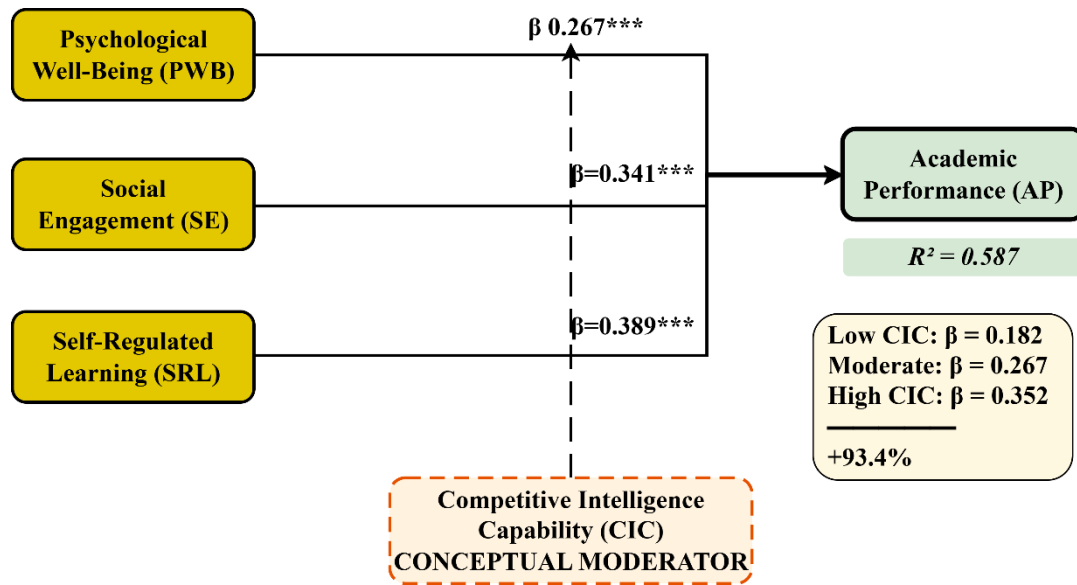 Psychological
Well-Being (PWB)
β 0.267***
Social
Engagement (SE)
β=0.341***
Self-Regulated
Learning (SRL)
β=0.389***
Academic
Performance (AP)
R² = 0.587
Low CIC: β = 0.182
Moderate: β = 0.267
High CIC: β = 0.352
+93.4%
Competitive Intelligence
Capability (CIC)
CONCEPTUAL MODERATOR